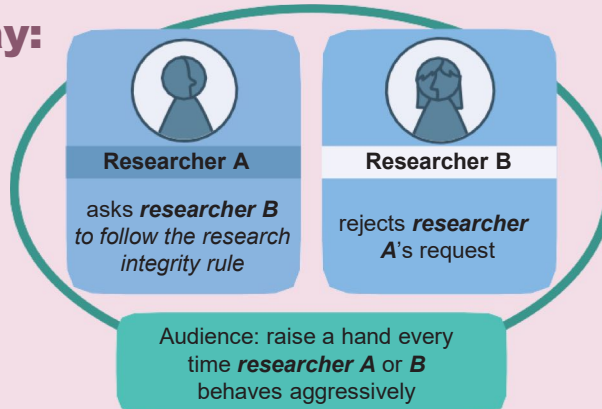 ay:
Researcher A
asks researcher B
to follow the research
integrity rule
Researcher B
rejects researcher
A's request
Audience: raise a hand every
time researcher A or B
behaves aggressively